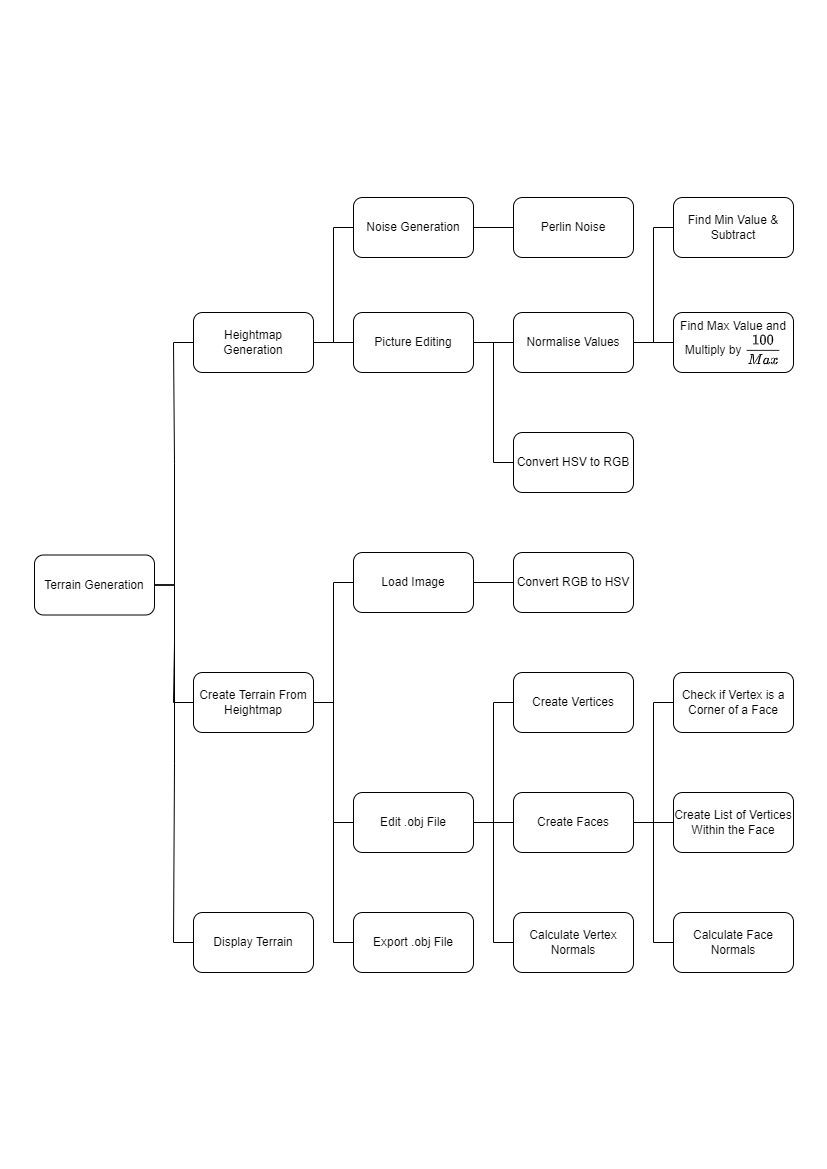 Noise Generation
Perlin Noise
Find Min Value &
Subtract
Heightmap
Generation
Picture Editing
Normalise Values
Find Max Value and
Multiply by 100/Max
Convert HSV to RGB
Terrain Generation
Load Image
Convert RGB to HSV
Create Terrain From
Heightmap
Create Vertices
Check if Vertex is a
Corner of a Face
Edit .obj File
Create Faces
Create List of Vertices
Within the Face
Display Terrain
Export .obj File
Calculate Vertex
Normals
Calculate Face
Normals